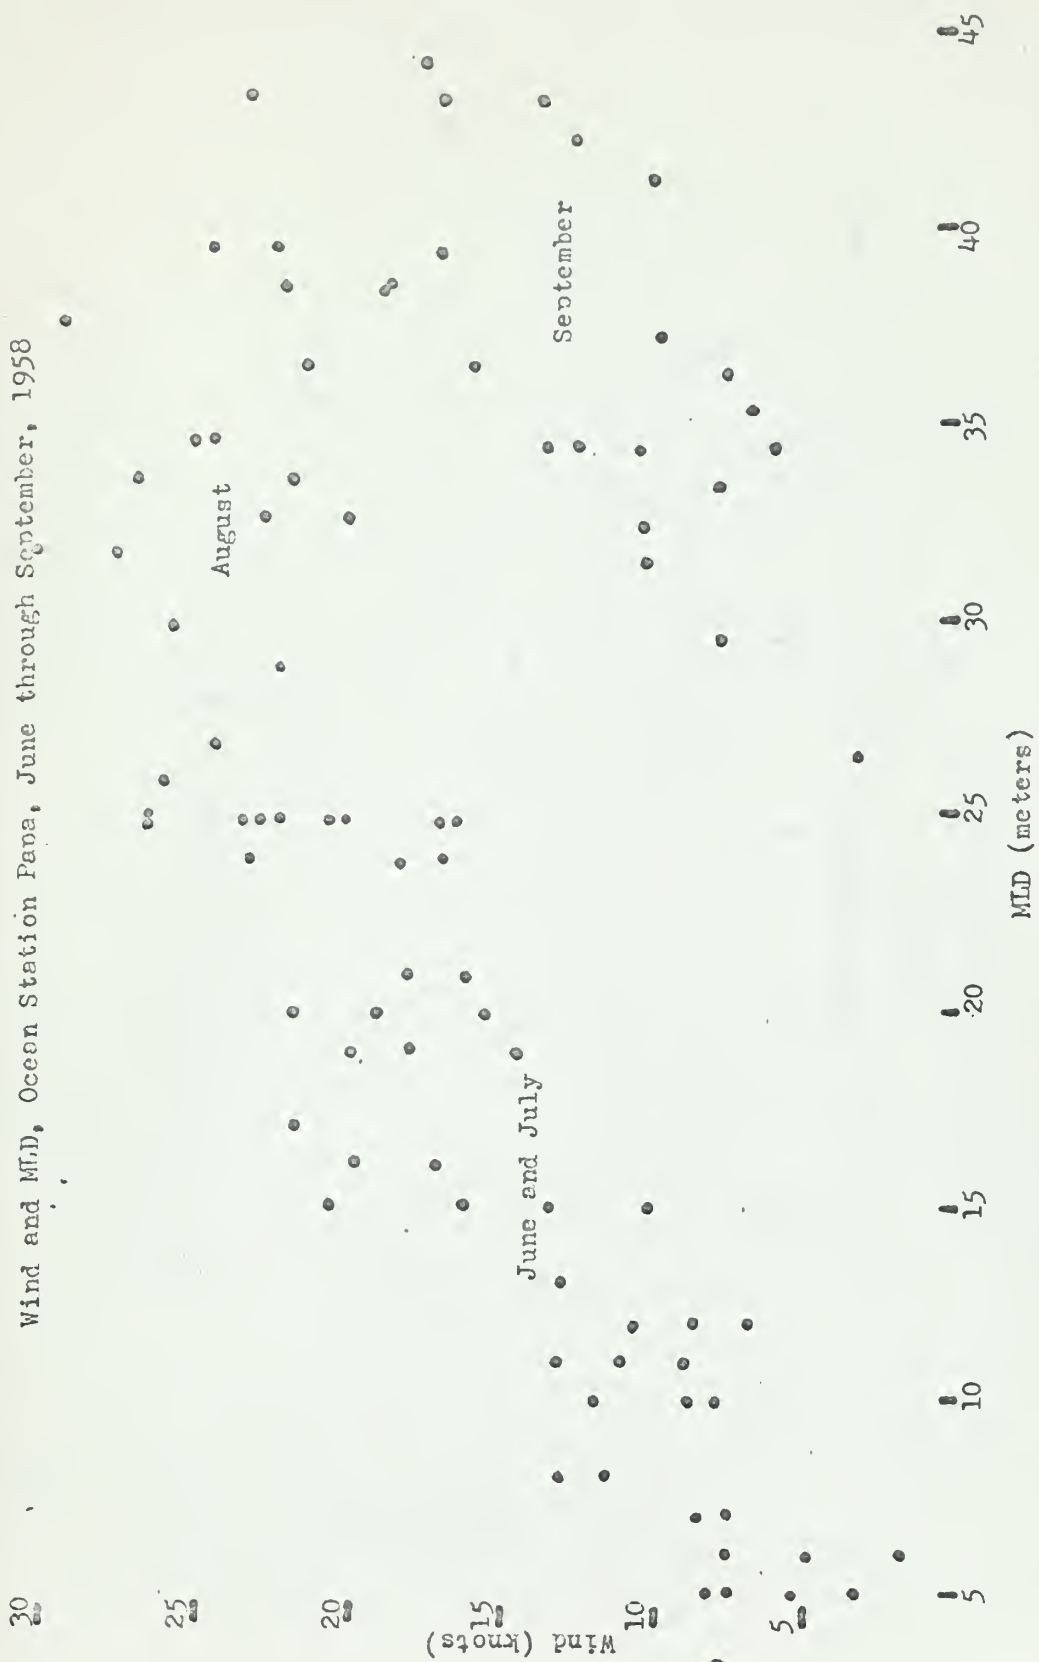 Wind and MLD, Ocean Station Papa, June through September, 1958
30
25
20
15
10
5
Wind (knots)
August
September
June and July
5
10
15
20
25
30
35
40
45
MLD (meters)